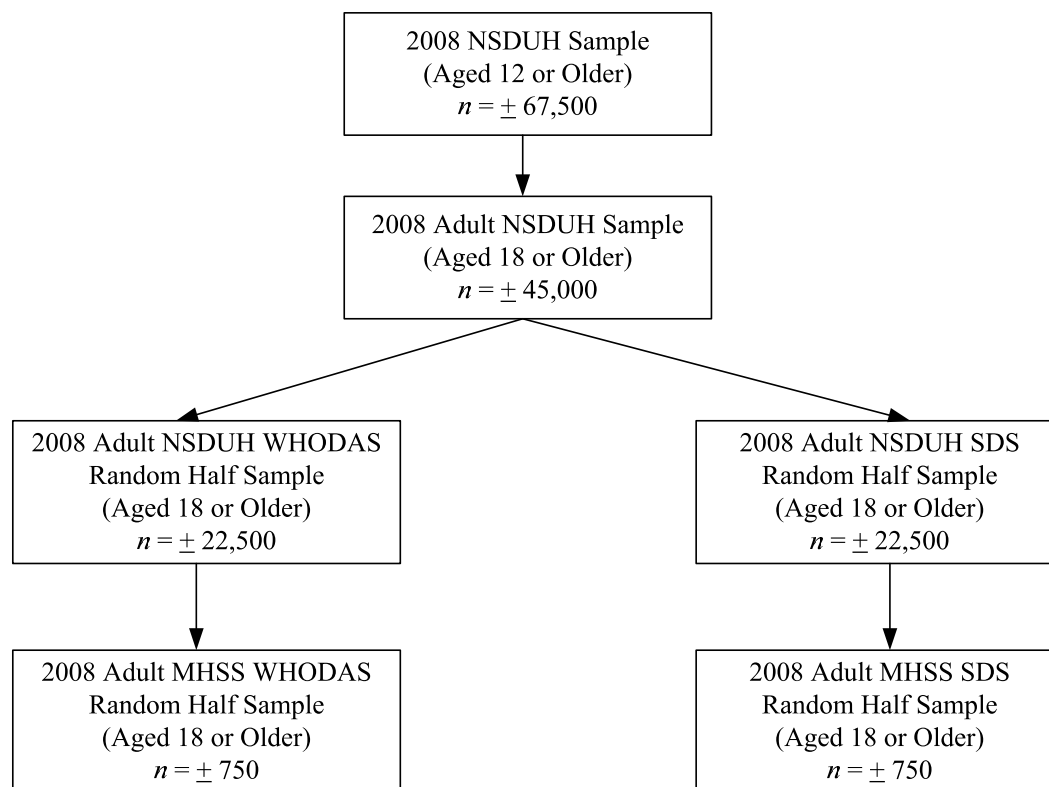 2008 NSDUH Sample
(Aged 12 or Older)
n = ± 67,500
2008 Adult NSDUH Sample
(Aged 18 or Older)
n = ± 45,000
2008 Adult NSDUH WHODAS
Random Half Sample
(Aged 18 or Older)
n = ± 22,500
2008 Adult NSDUH SDS
Random Half Sample
(Aged 18 or Older)
n = ± 22,500
2008 Adult MHSS WHODAS
Random Half Sample
(Aged 18 or Older)
n = ± 750
2008 Adult MHSS SDS
Random Half Sample
(Aged 18 or Older)
n = ± 750